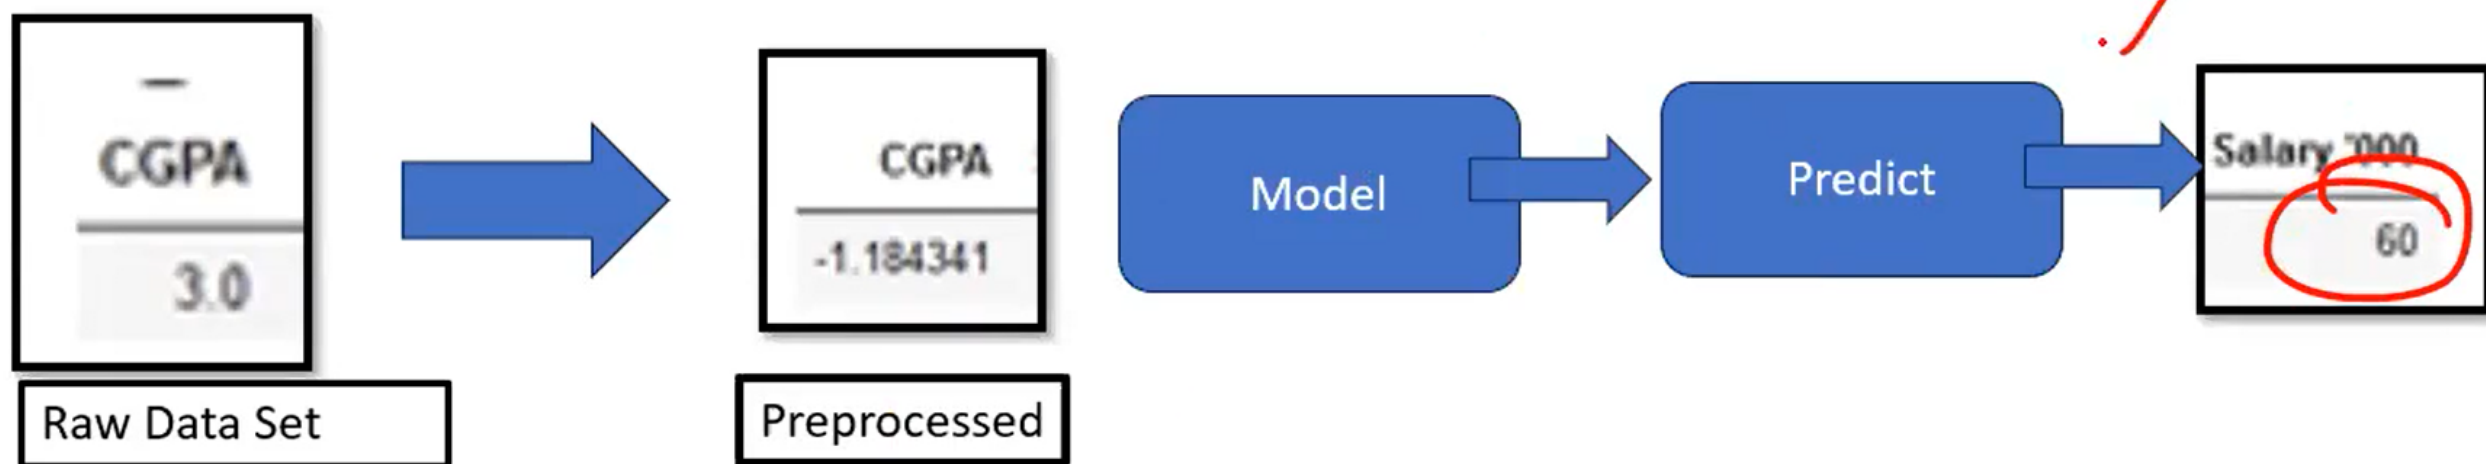 CGPA
3.0
Raw Data Set
CGPA
-1.184341
Preprocessed
Model
Predict
Salary '000
60